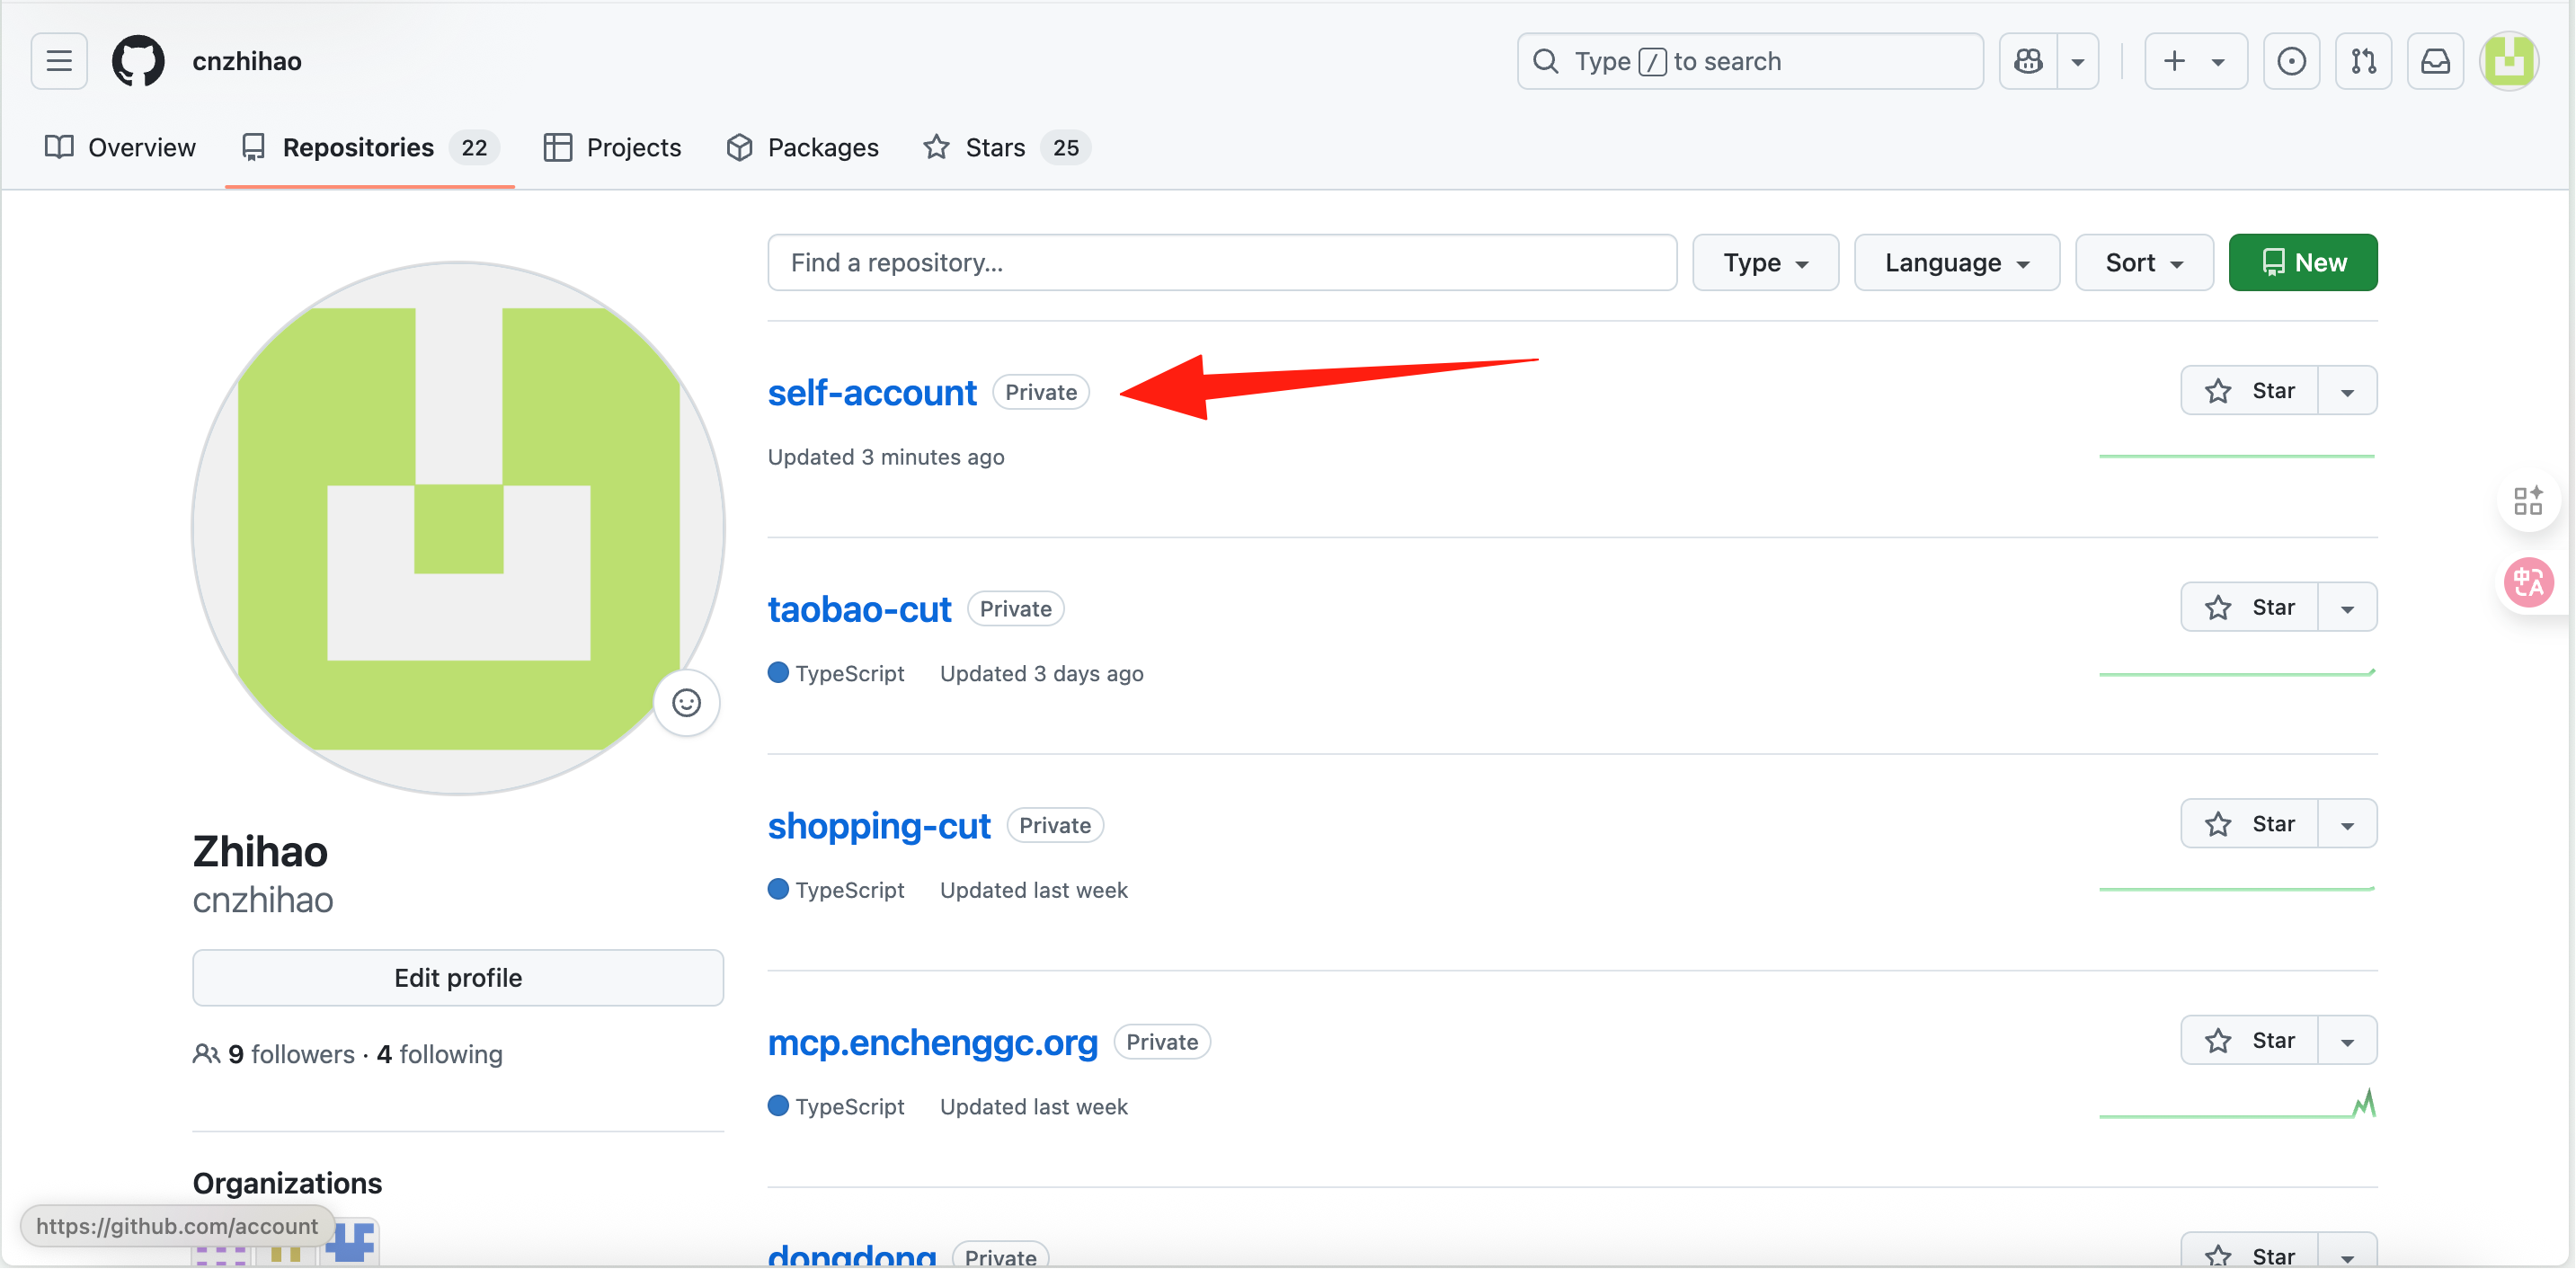 cnzhihao
Type / to search
Overview
Repositories 22
Projects
Packages
Stars 25
Find a repository...
Type
Language
Sort
New
self-account Private
Star
Updated 3 minutes ago
taobao-cut Private
Star
TypeScript Updated 3 days ago
shopping-cut Private
Star
TypeScript Updated last week
mcp.enchenggc.org Private
Star
TypeScript Updated last week
dongdong Private
Star
Zhihao
cnzhihao
Edit profile
9 followers · 4 following
Organizations
https://github.com/account
中A